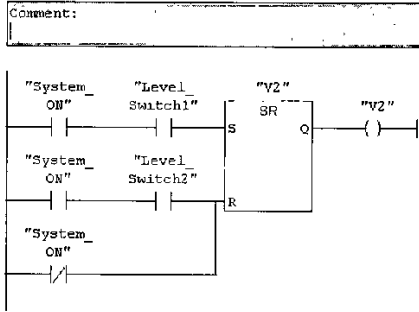 Comment:
"System_ "Level_ "V2" "V2"
ON" Switch1" SR
S Q
"System_ "Level_
ON" Switch2"
R
"System_
ON"